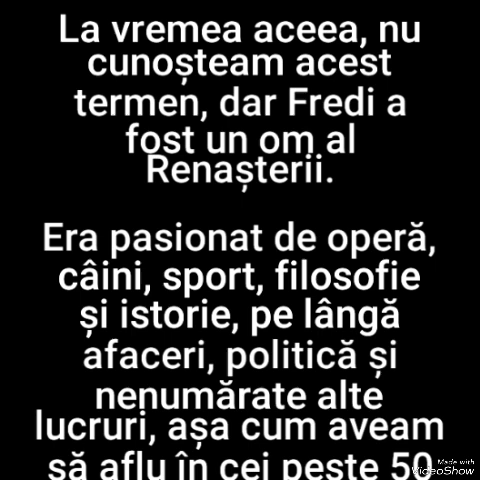 La vremea aceea, nu
cunoșteam acest
termen, dar Fredi a
fost un om al
Renașterii.
Era pasionat de operă,
câini, sport, filosofie
și istorie, pe lângă
afaceri, politică și
nenumărate alte
lucruri, așa cum aveam
să aflu în cei peste 50
Made with
VideoShow